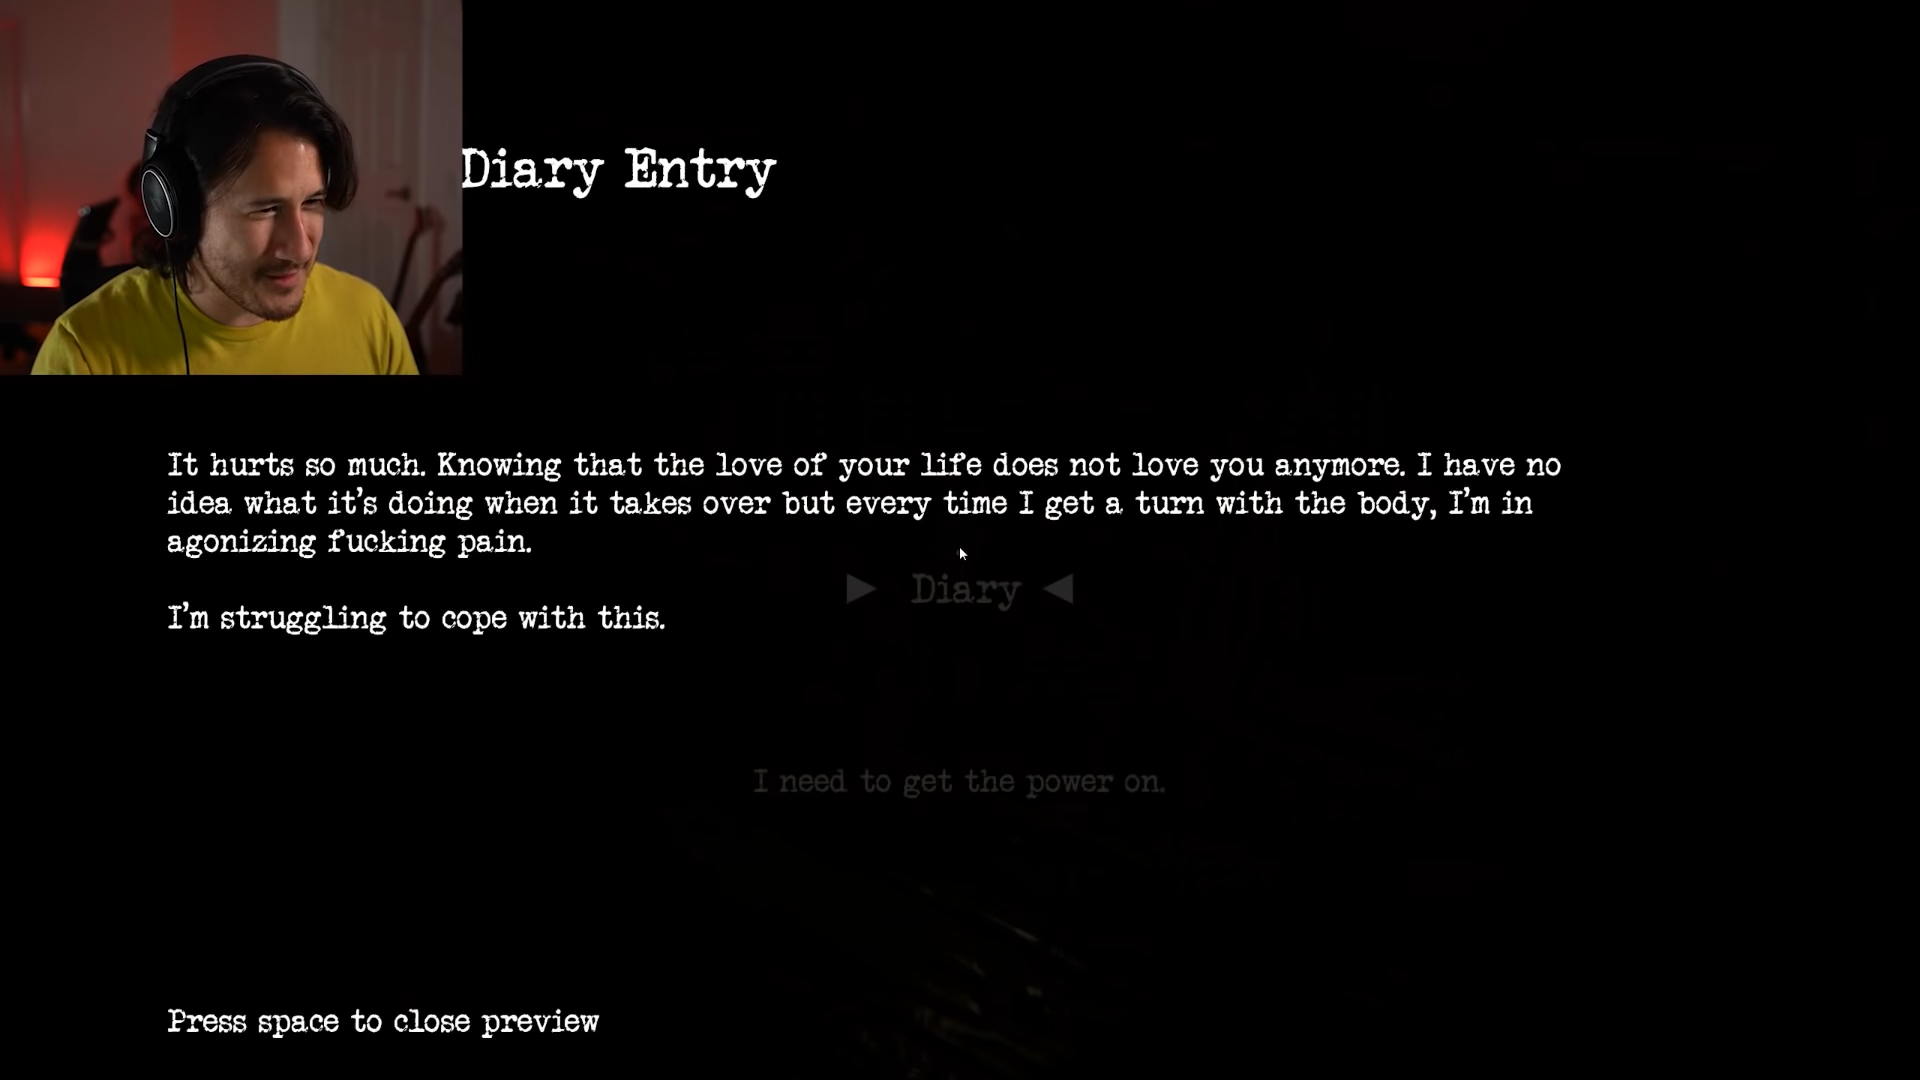 Diary Entry
It hurts so much. Knowing that the love of your life does not love you anymore. I have no
idea what it's doing when it takes over but every time I get a turn with the body, I'm in
agonizing fucking pain.
Diary
I'm struggling to cope with this.
I need to get the power on.
Press space to close preview